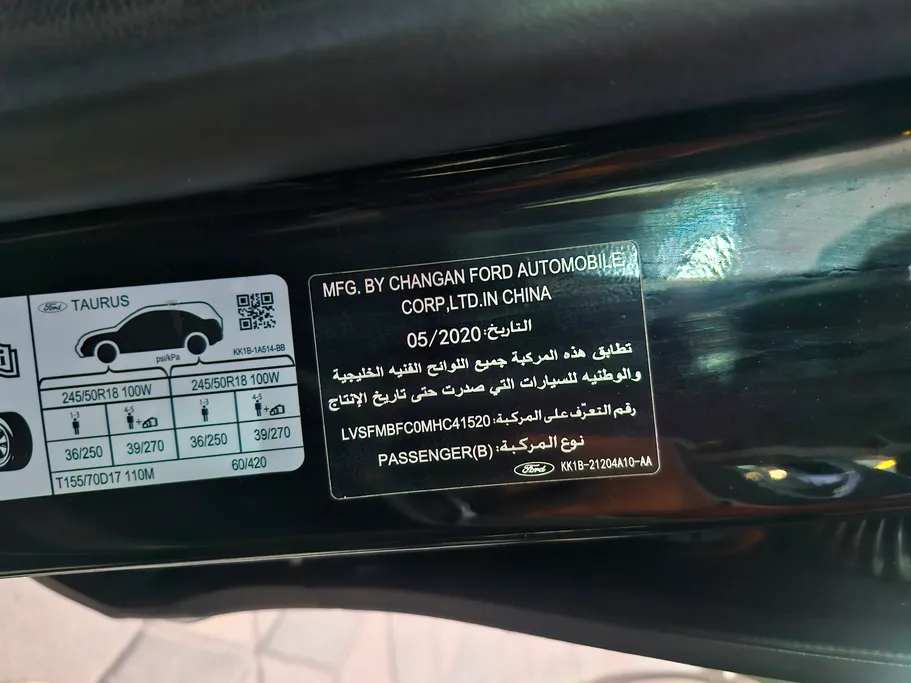 Ford TAURUS
psi/kPa
KK1B-1A514-BB
245/50R18 100W
245/50R18 100W
1-3
4-5
1-3
4-5
36/250
39/270
36/250
39/270
T155/70D17 110M
60/420
MFG. BY CHANGAN FORD AUTOMOBILE
CORP,LTD.IN CHINA
التاريخ: 05/2020
تطابق هذه المركبة جميع اللوائح الفنيه الخليجية
والوطنيه للسيارات التي صدرت حتى تاريخ الإنتاج
رقم التعرّف على المركبة: LVSFMBFC0MHC41520
نوع المركبة: PASSENGER(B)
Ford KK1B-21204A10-AA